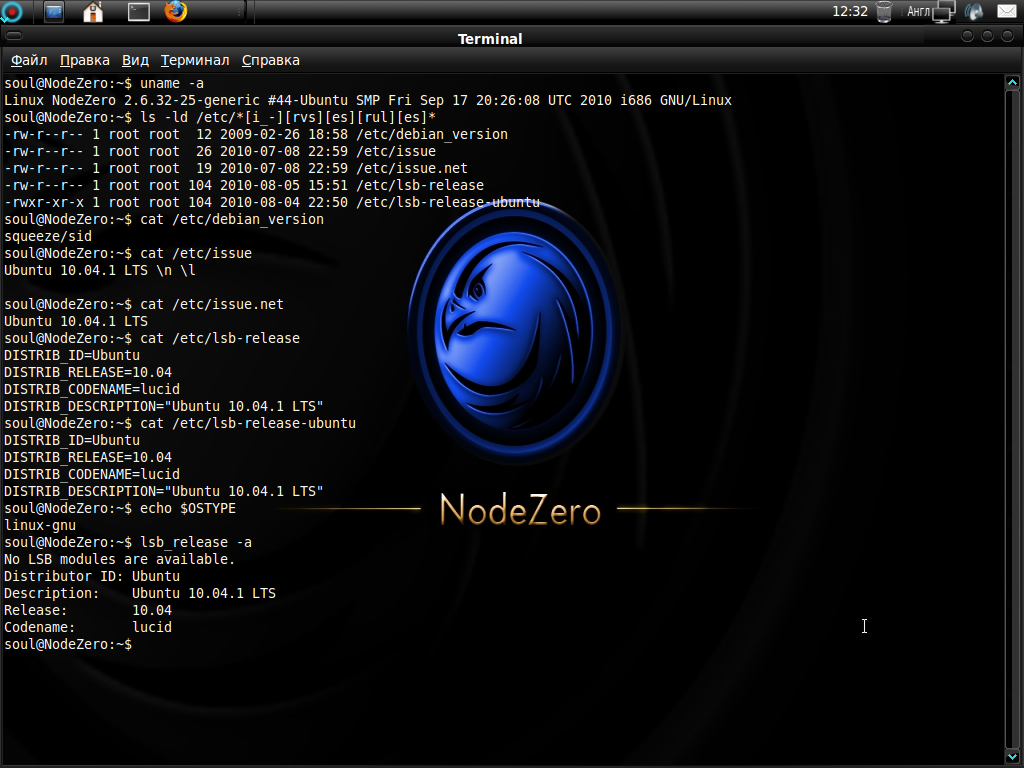 12:32 Англ
Terminal
Файл Правка Вид Терминал Справка
soul@NodeZero:~$ uname -a
Linux NodeZero 2.6.32-25-generic #44-Ubuntu SMP Fri Sep 17 20:26:08 UTC 2010 i686 GNU/Linux
soul@NodeZero:~$ ls -ld /etc/*[i_-][rvs][es][rul][es]*
-rw-r--r-- 1 root root  12 2009-02-26 18:58 /etc/debian_version
-rw-r--r-- 1 root root  26 2010-07-08 22:59 /etc/issue
-rw-r--r-- 1 root root  19 2010-07-08 22:59 /etc/issue.net
-rw-r--r-- 1 root root 104 2010-08-05 15:51 /etc/lsb-release
-rwxr-xr-x 1 root root 104 2010-08-04 22:50 /etc/lsb-release-ubuntu
soul@NodeZero:~$ cat /etc/debian_version
squeeze/sid
soul@NodeZero:~$ cat /etc/issue
Ubuntu 10.04.1 LTS \n \l
soul@NodeZero:~$ cat /etc/issue.net
Ubuntu 10.04.1 LTS
soul@NodeZero:~$ cat /etc/lsb-release
DISTRIB_ID=Ubuntu
DISTRIB_RELEASE=10.04
DISTRIB_CODENAME=lucid
DISTRIB_DESCRIPTION="Ubuntu 10.04.1 LTS"
soul@NodeZero:~$ cat /etc/lsb-release-ubuntu
DISTRIB_ID=Ubuntu
DISTRIB_RELEASE=10.04
DISTRIB_CODENAME=lucid
DISTRIB_DESCRIPTION="Ubuntu 10.04.1 LTS"
soul@NodeZero:~$ echo $OSTYPE
linux-gnu
soul@NodeZero:~$ lsb_release -a
No LSB modules are available.
Distributor ID: Ubuntu
Description:    Ubuntu 10.04.1 LTS
Release:        10.04
Codename:       lucid
soul@NodeZero:~$
NodeZero